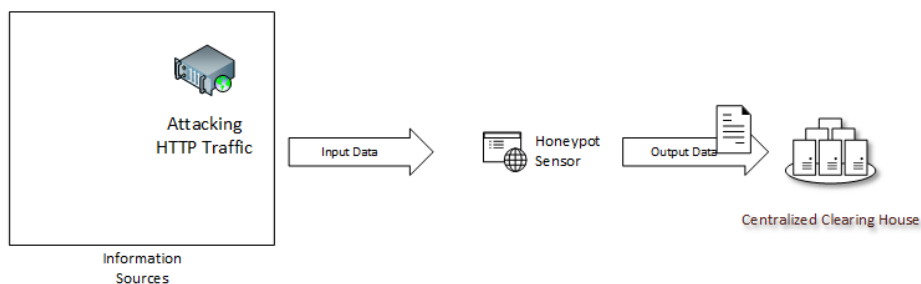 Attacking
HTTP Traffic
Input Data
Honeypot
Sensor
Output Data
Centralized Clearing House
Information
Sources